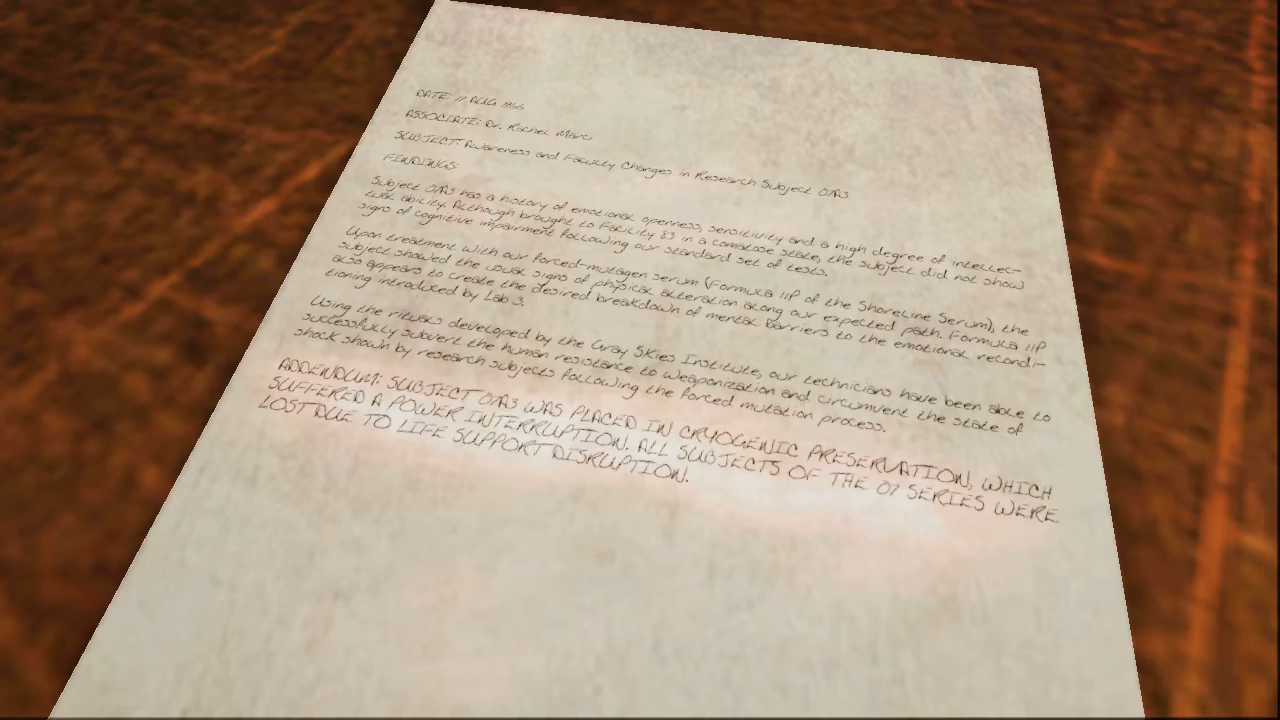 DATE: 17 AUG 1966
ASSOCIATE: Dr. Rachel Marci
SUBJECT: Awareness and Faculty Changes in Research Subject 07A3
FINDINGS:
Subject 07A3 has a history of emotional openness, sensitivity and a high degree of intellec-
tual ability. Although brought to Facility 83 in a comatose state, the subject did not show
signs of cognitive impairment following our standard set of tests.
Upon treatment with our forced-mutagen serum (Formula 11P of the Shoreline Serum), the
subject showed the usual signs of physical alteration along our expected path. Formula 11P
also appears to create the desired breakdown of mental barriers to the emotional recondi-
tioning introduced by Lab 3.
Using the rituals developed by the Gray Skies Institute, our technicians have been able to
successfully subvert the human resistance to weaponization and circumvent the state of
shock shown by research subjects following the forced mutation process.
ADDENDUM: SUBJECT 07A3 WAS PLACED IN CRYOGENIC PRESERVATION, WHICH
SUFFERED A POWER INTERRUPTION. ALL SUBJECTS OF THE 07 SERIES WERE
LOST DUE TO LIFE SUPPORT DISRUPTION.